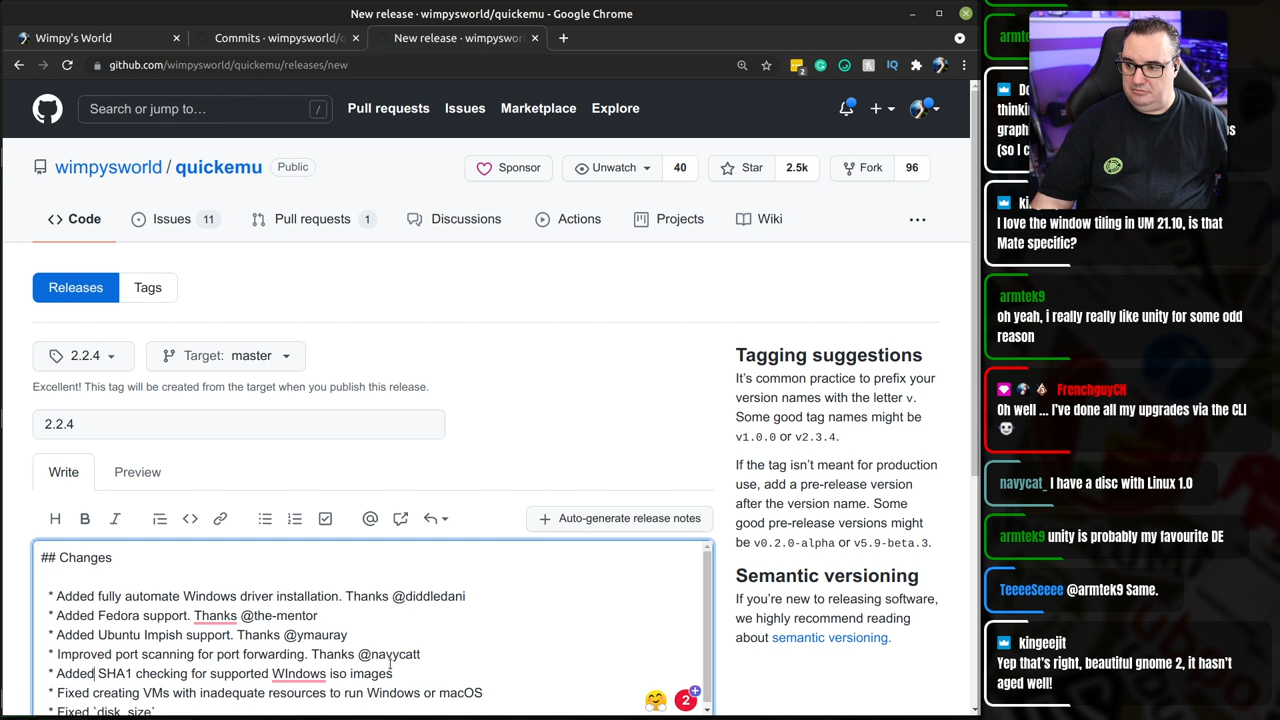 New release · wimpysworld/quickemu - Google Chrome
Wimpy's World
Commits · wimpysworld/
New release · wimpyswor
github.com/wimpysworld/quickemu/releases/new
2
IQ
Search or jump to…
/
Pull requests
Issues
Marketplace
Explore
wimpysworld / quickemu
Public
Sponsor
Unwatch
40
Star
2.5k
Fork
96
Code
Issues 11
Pull requests 1
Discussions
Actions
Projects
Wiki
Releases
Tags
2.2.4
Target: master
Excellent! This tag will be created from the target when you publish this release.
2.2.4
Write
Preview
Auto-generate release notes
## Changes
* Added fully automate Windows driver installation. Thanks @diddledani
* Added Fedora support. Thanks @the-mentor
* Added Ubuntu Impish support. Thanks @ymauray
* Improved port scanning for port forwarding. Thanks @navycatt
* Added SHA1 checking for supported WIndows iso images
* Fixed creating VMs with inadequate resources to run Windows or macOS
* Fixed `disk_size`
2
Tagging suggestions
It's common practice to prefix your
version names with the letter v.
Some good tag names might be
v1.0.0 or v2.3.4.
If the tag isn't meant for production
use, add a pre-release version
after the version name. Some
good pre-release versions might
be v0.2.0-alpha or v5.9-beta.3.
Semantic versioning
If you're new to releasing software,
we highly recommend reading
about semantic versioning.
I love the window tiling in UM 21.10, is that
Mate specific?
armtek9
oh yeah, i really really like unity for some odd
reason
FrenchguyCH
Oh well ... I've done all my upgrades via the CLI
navycat_ I have a disc with Linux 1.0
armtek9 unity is probably my favourite DE
TeeeeSeeee @armtek9 Same.
kingeejit
Yep that's right, beautiful gnome 2, it hasn't
aged well!